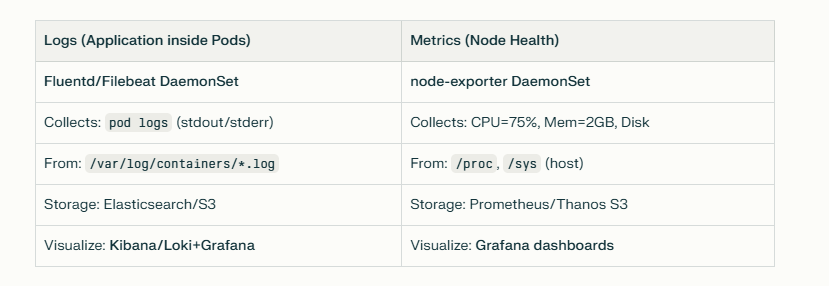 Logs (Application inside Pods) Metrics (Node Health)
Fluentd/Filebeat DaemonSet node-exporter DaemonSet
Collects: pod logs (stdout/stderr) Collects: CPU=75%, Mem=2GB, Disk
From: /var/log/containers/*.log From: /proc, /sys (host)
Storage: Elasticsearch/S3 Storage: Prometheus/Thanos S3
Visualize: Kibana/Loki+Grafana Visualize: Grafana dashboards